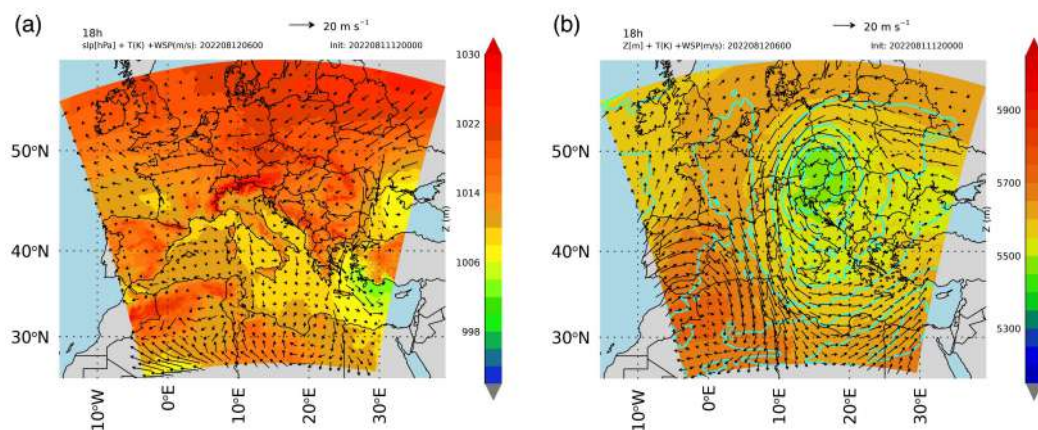 (a)
20 m s⁻¹
18h
slp[hPa] + T(K) +WSP(m/s): 202208120600
Init: 20220811120000
1030
1022
1014
1006
998
50°N
40°N
30°N
10°W
0°E
10°E
20°E
30°E
(b)
20 m s⁻¹
18h
Z[m] + T(K) +WSP(m/s): 202208120600
Init: 20220811120000
Z (m)
5900
5700
5500
5300
50°N
40°N
30°N
10°W
0°E
10°E
20°E
30°E